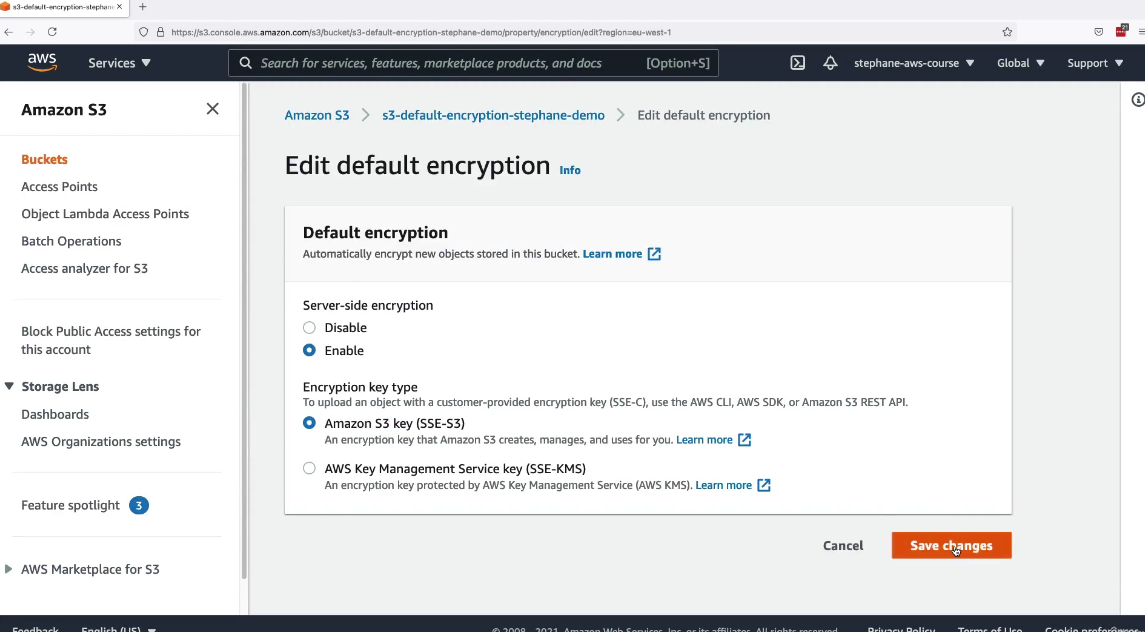 s3-default-encryption-stephane
https://s3.console.aws.amazon.com/s3/bucket/s3-default-encryption-stephane-demo/property/encryption/edit?region=eu-west-1
21
aws
Services
Search for services, features, marketplace products, and docs
[Option+S]
stephane-aws-course
Global
Support
Amazon S3
Buckets
Access Points
Object Lambda Access Points
Batch Operations
Access analyzer for S3
Block Public Access settings for
this account
Storage Lens
Dashboards
AWS Organizations settings
Feature spotlight 3
AWS Marketplace for S3
Amazon S3 > s3-default-encryption-stephane-demo > Edit default encryption
Edit default encryption Info
Default encryption
Automatically encrypt new objects stored in this bucket. Learn more
Server-side encryption
Disable
Enable
Encryption key type
To upload an object with a customer-provided encryption key (SSE-C), use the AWS CLI, AWS SDK, or Amazon S3 REST API.
Amazon S3 key (SSE-S3)
An encryption key that Amazon S3 creates, manages, and uses for you. Learn more
AWS Key Management Service key (SSE-KMS)
An encryption key protected by AWS Key Management Service (AWS KMS). Learn more
Cancel
Save changes
Feedback
English (US)
© 2008 - 2021, Amazon Web Services, Inc. or its affiliates. All rights reserved.
Privacy Policy
Terms of Use
Cookie preferences